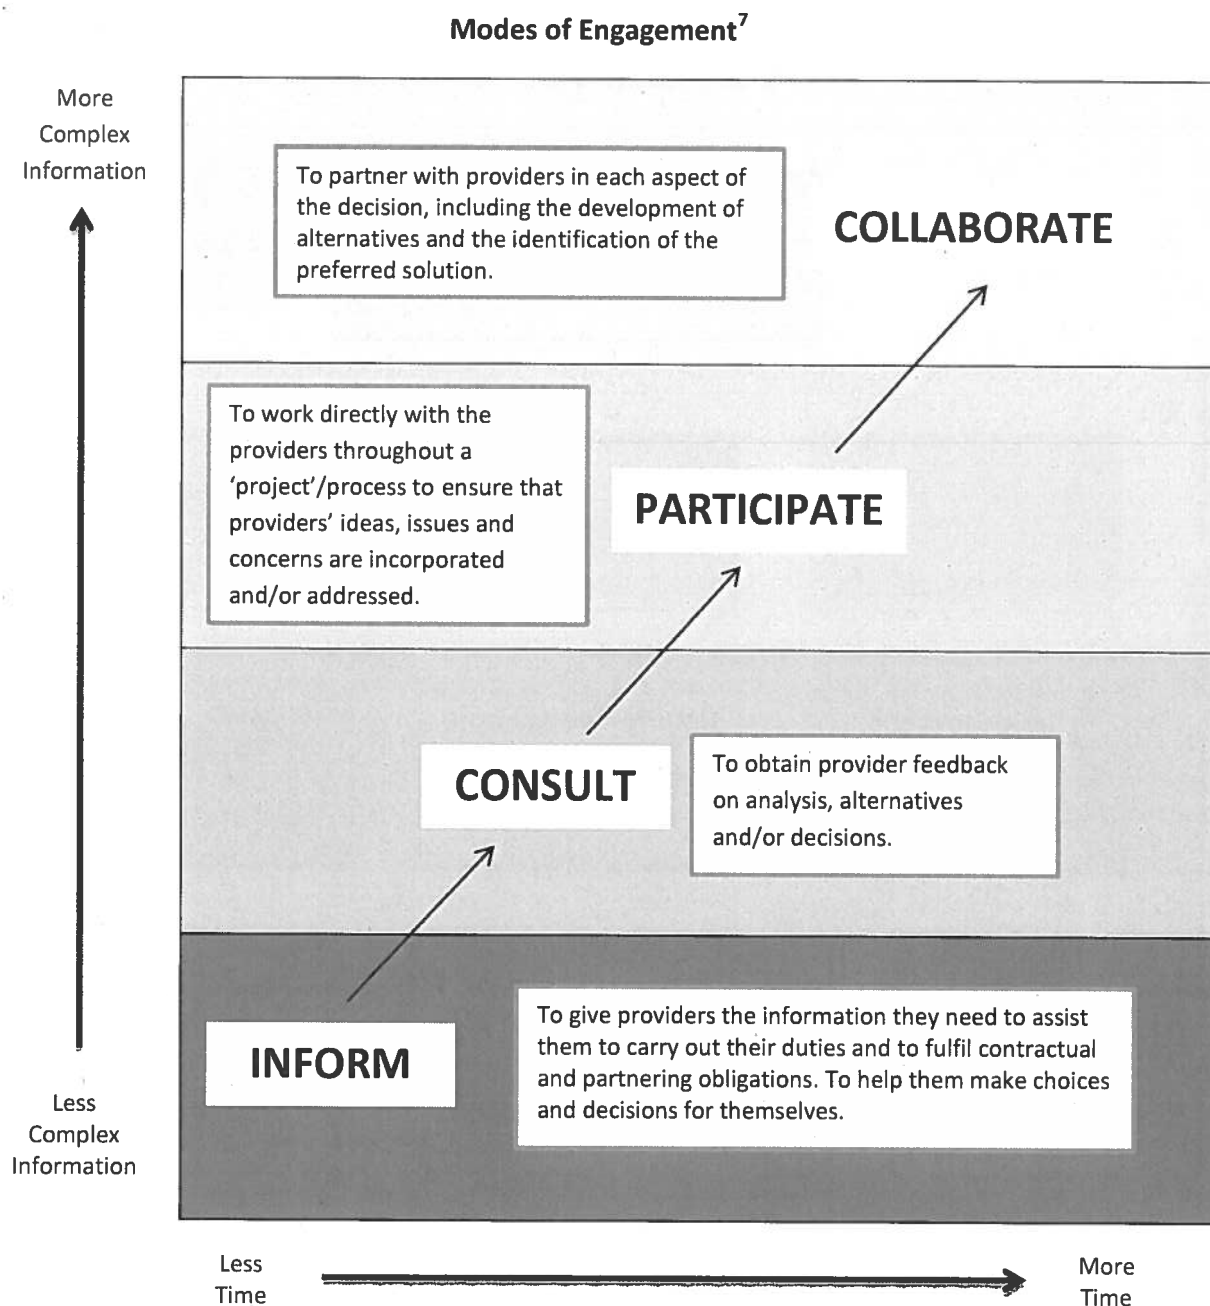 Modes of Engagement7
More
Complex
Information
To partner with providers in each aspect of
the decision, including the development of
alternatives and the identification of the
preferred solution.
COLLABORATE
To work directly with the
providers throughout a
‘project’/process to ensure that
providers’ ideas, issues and
concerns are incorporated
and/or addressed.
PARTICIPATE
CONSULT
To obtain provider feedback
on analysis, alternatives
and/or decisions.
INFORM
To give providers the information they need to assist
them to carry out their duties and to fulfil contractual
and partnering obligations. To help them make choices
and decisions for themselves.
Less
Complex
Information
Less
Time
More
Time